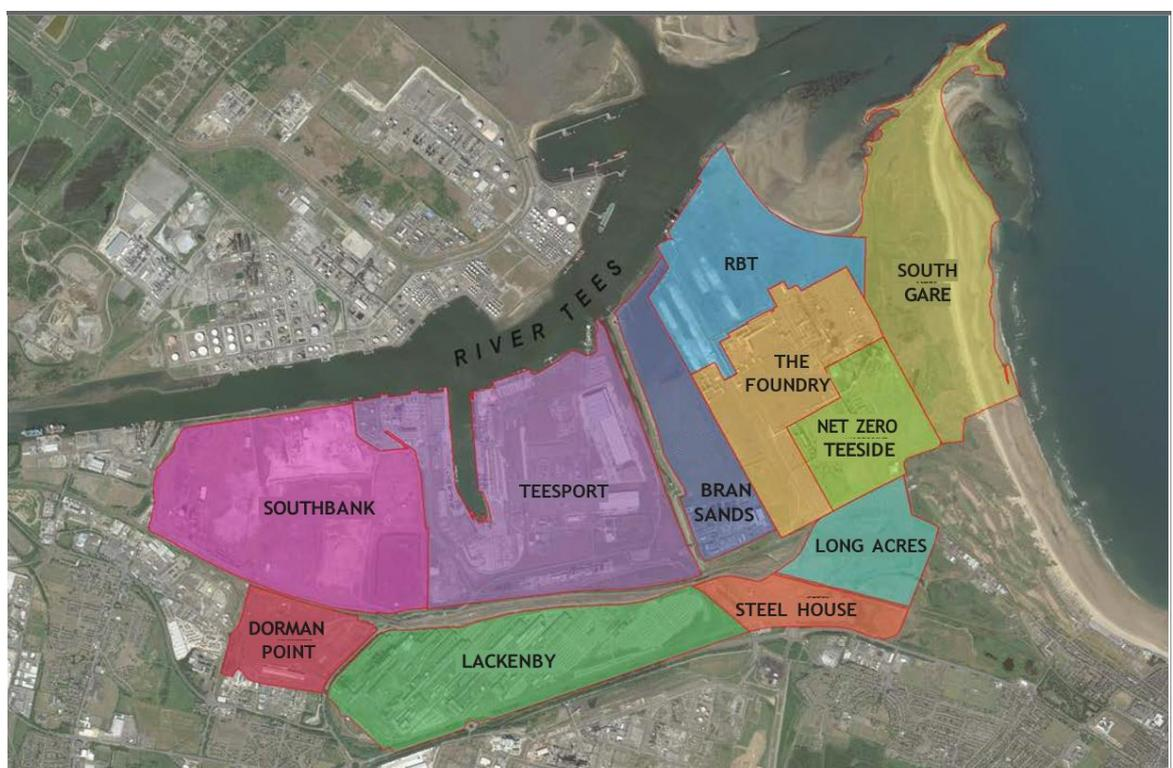 RIVER TEES
RBT
SOUTH
GARE
THE
FOUNDRY
NET ZERO
TEESIDE
SOUTHBANK
TEESPORT
BRAN
SANDS
LONG ACRES
STEEL HOUSE
DORMAN
POINT
LACKENBY